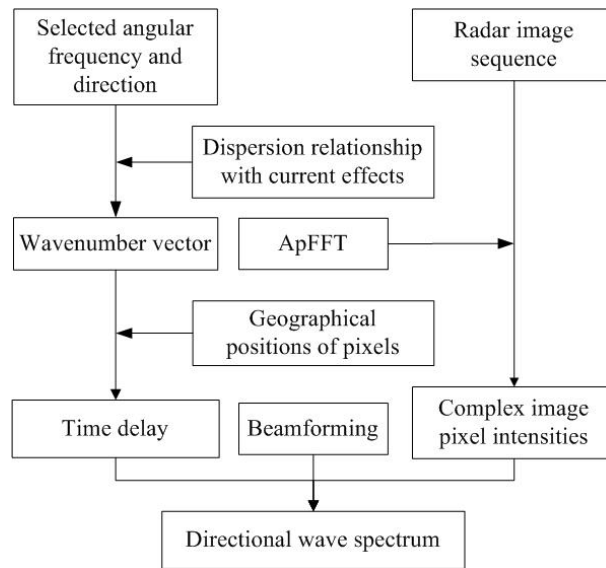 Selected angular
frequency and
direction
Radar image
sequence
Dispersion relationship
with current effects
Wavenumber vector
ApFFT
Geographical
positions of pixels
Time delay
Beamforming
Complex image
pixel intensities
Directional wave spectrum